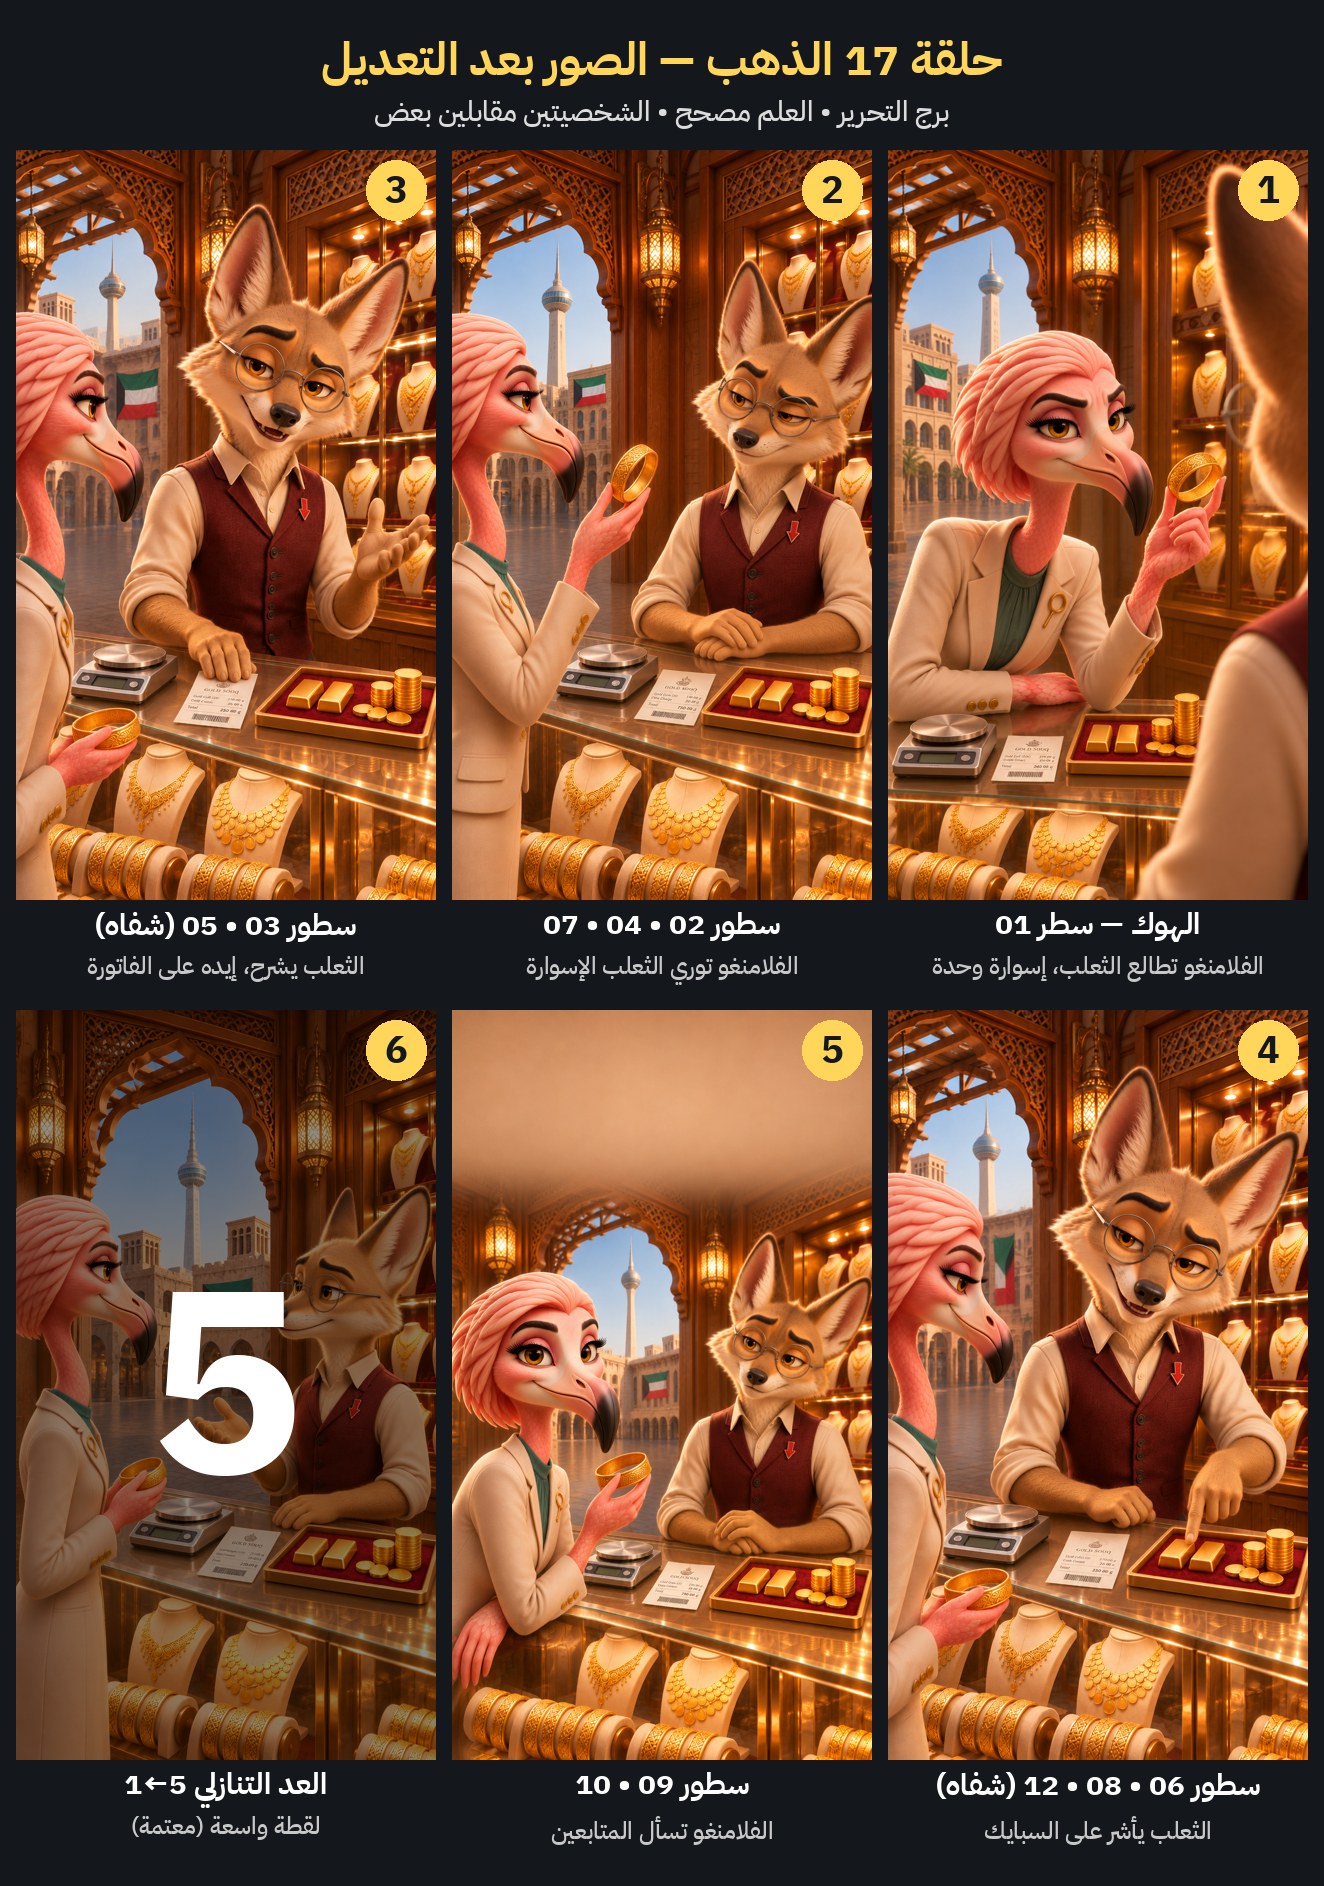 حلقة 17 الذهب — الصور بعد التعديل
برج التحرير • العلم مصحح • الشخصيتين مقابلين بعض
1
الهوك — سطر 01
الفلامنغو تطالع الثعلب، إسوارة وحدة
2
سطور 02 • 04 • 07
الفلامنغو توري الثعلب الإسوارة
3
سطور 03 • 05 (شفاه)
الثعلب يشرح، إيده على الفاتورة
4
سطور 06 • 08 • 12 (شفاه)
الثعلب يأشر على السبايك
5
سطور 09 • 10
الفلامنغو تسأل المتابعين
6
5
العد التنازلي 5←1
لقطة واسعة (معتمة)